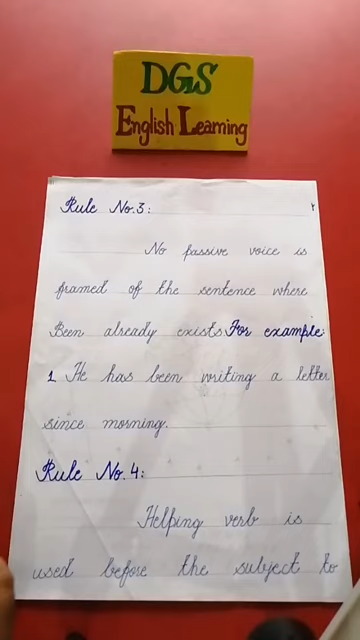 DGS
English Learning
Rule No.3:
No passive voice is
framed of the sentence where
Been already exists For example:
1. He has been writing a letter
since morning.
Rule No.4:
Helping verb is
used before the subject to